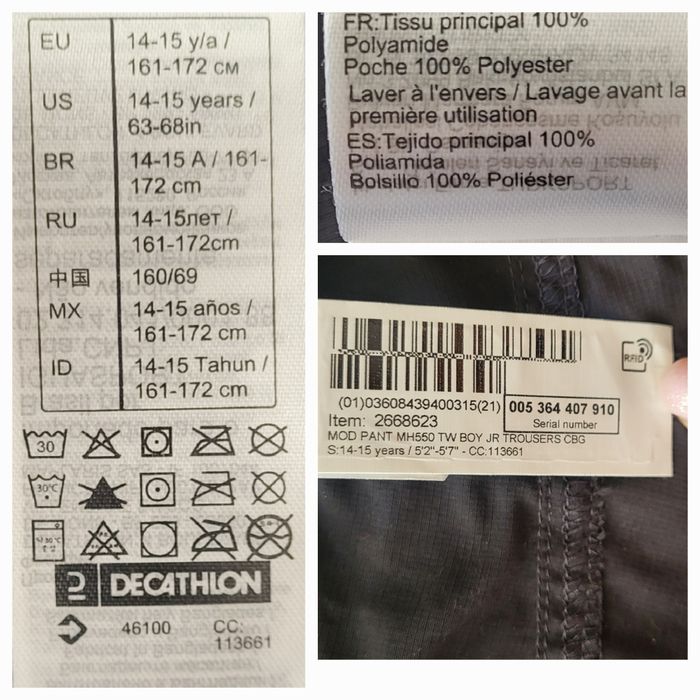 EU 14-15 y/a /
161-172 см
US 14-15 years /
63-68in
BR 14-15 A / 161-
172 cm
RU 14-15лет /
161-172cm
中国 160/69
MX 14-15 años /
161-172 cm
ID 14-15 Tahun /
161-172 cm
30
30°C
DECATHLON
46100 CC:
113661
FR:Tissu principal 100%
Polyamide
Poche 100% Polyester
Laver à l'envers / Lavage avant la
première utilisation
ES:Tejido principal 100%
Poliamida
Bolsillo 100% Poliéster
RFID
(01)03608439400315(21)
005 364 407 910
Serial number
Item: 2668623
MOD PANT MH550 TW BOY JR TROUSERS CBG
S:14-15 years / 5'2"-5'7" - CC:113661